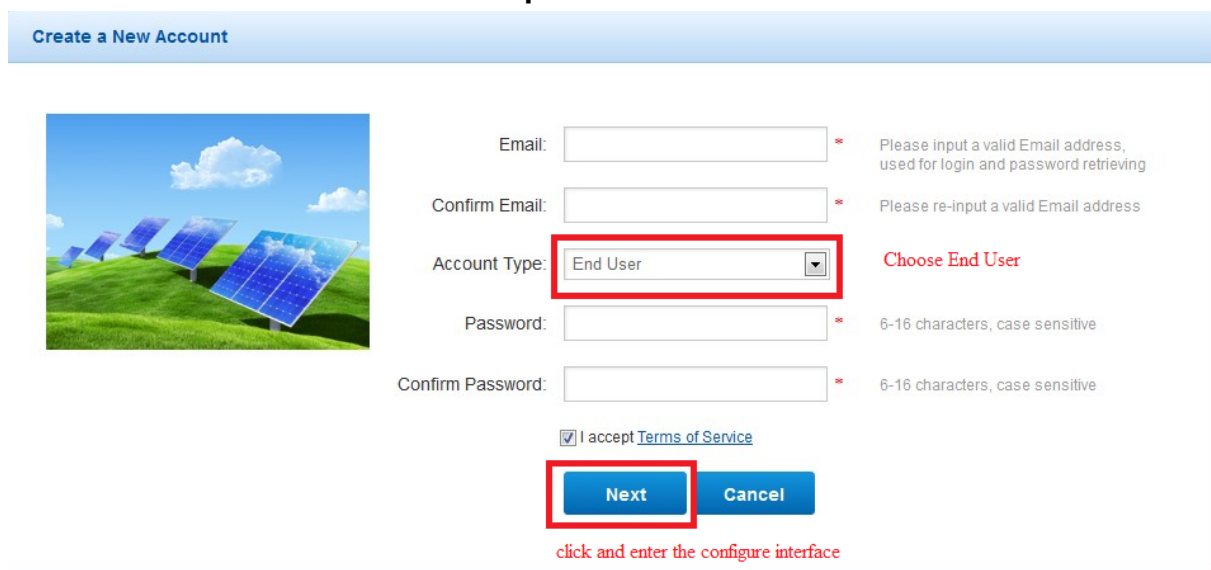 Create a New Account
Email: * Please input a valid Email address,
used for login and password retrieving
Confirm Email: * Please re-input a valid Email address
Account Type: End User Choose End User
Password: * 6-16 characters, case sensitive
Confirm Password: * 6-16 characters, case sensitive
I accept Terms of Service
Next Cancel
click and enter the configure interface